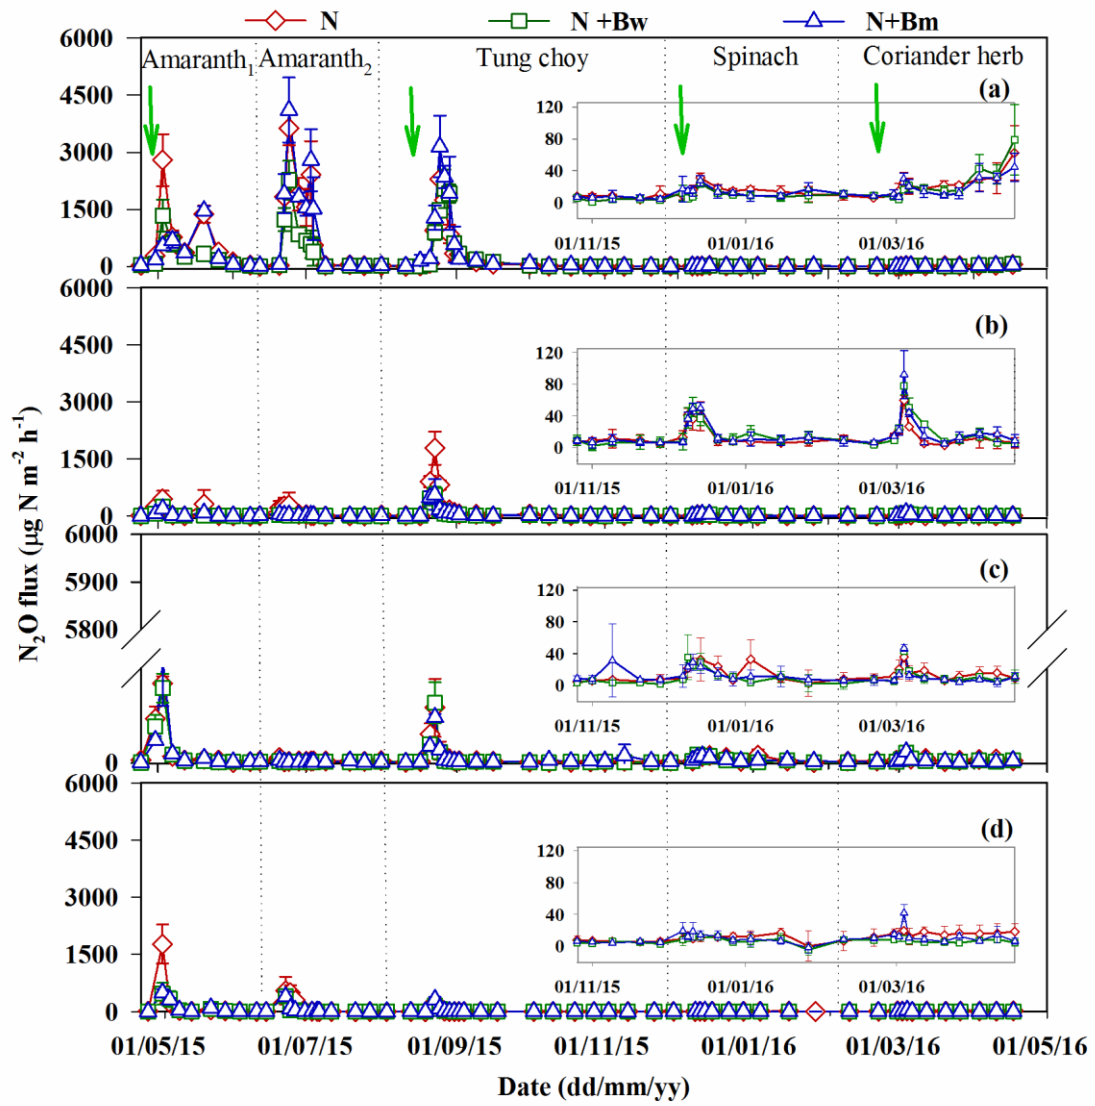 N N +Bw N+Bm
6000 Amaranth₁ Amaranth₂ Tung choy Spinach Coriander herb
(a)
4500
3000
1500
0
120
80
40
0
01/11/15 01/01/16 01/03/16
6000
(b)
4500
3000
1500
0
120
80
40
0
01/11/15 01/01/16 01/03/16
N₂O flux (µg N m⁻² h⁻¹)
6000
(c)
5900
5800
0
120
80
40
0
01/11/15 01/01/16 01/03/16
6000
(d)
4500
3000
1500
0
120
80
40
0
01/11/15 01/01/16 01/03/16
01/05/15 01/07/15 01/09/15 01/11/15 01/01/16 01/03/16 01/05/16
Date (dd/mm/yy)